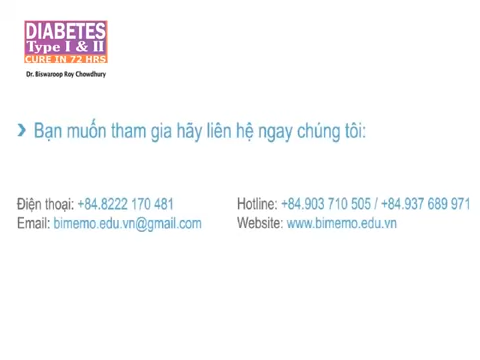 DIABETES
Type I & II
CURE IN 72 HRS
Dr. Biswaroop Roy Chowdhury
› Bạn muốn tham gia hãy liên hệ ngay chúng tôi:
Điện thoại: +84.8222 170 481
Email: bimemo.edu.vn@gmail.com
Hotline: +84.903 710 505 / +84.937 689 971
Website: www.bimemo.edu.vn